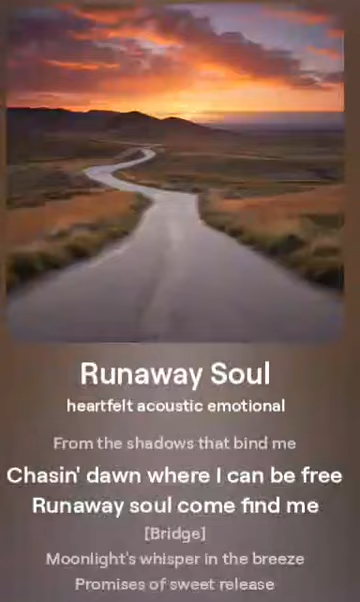 Runaway Soul
heartfelt acoustic emotional
From the shadows that bind me
Chasin' dawn where I can be free
Runaway soul come find me
[Bridge]
Moonlight's whisper in the breeze
Promises of sweet release